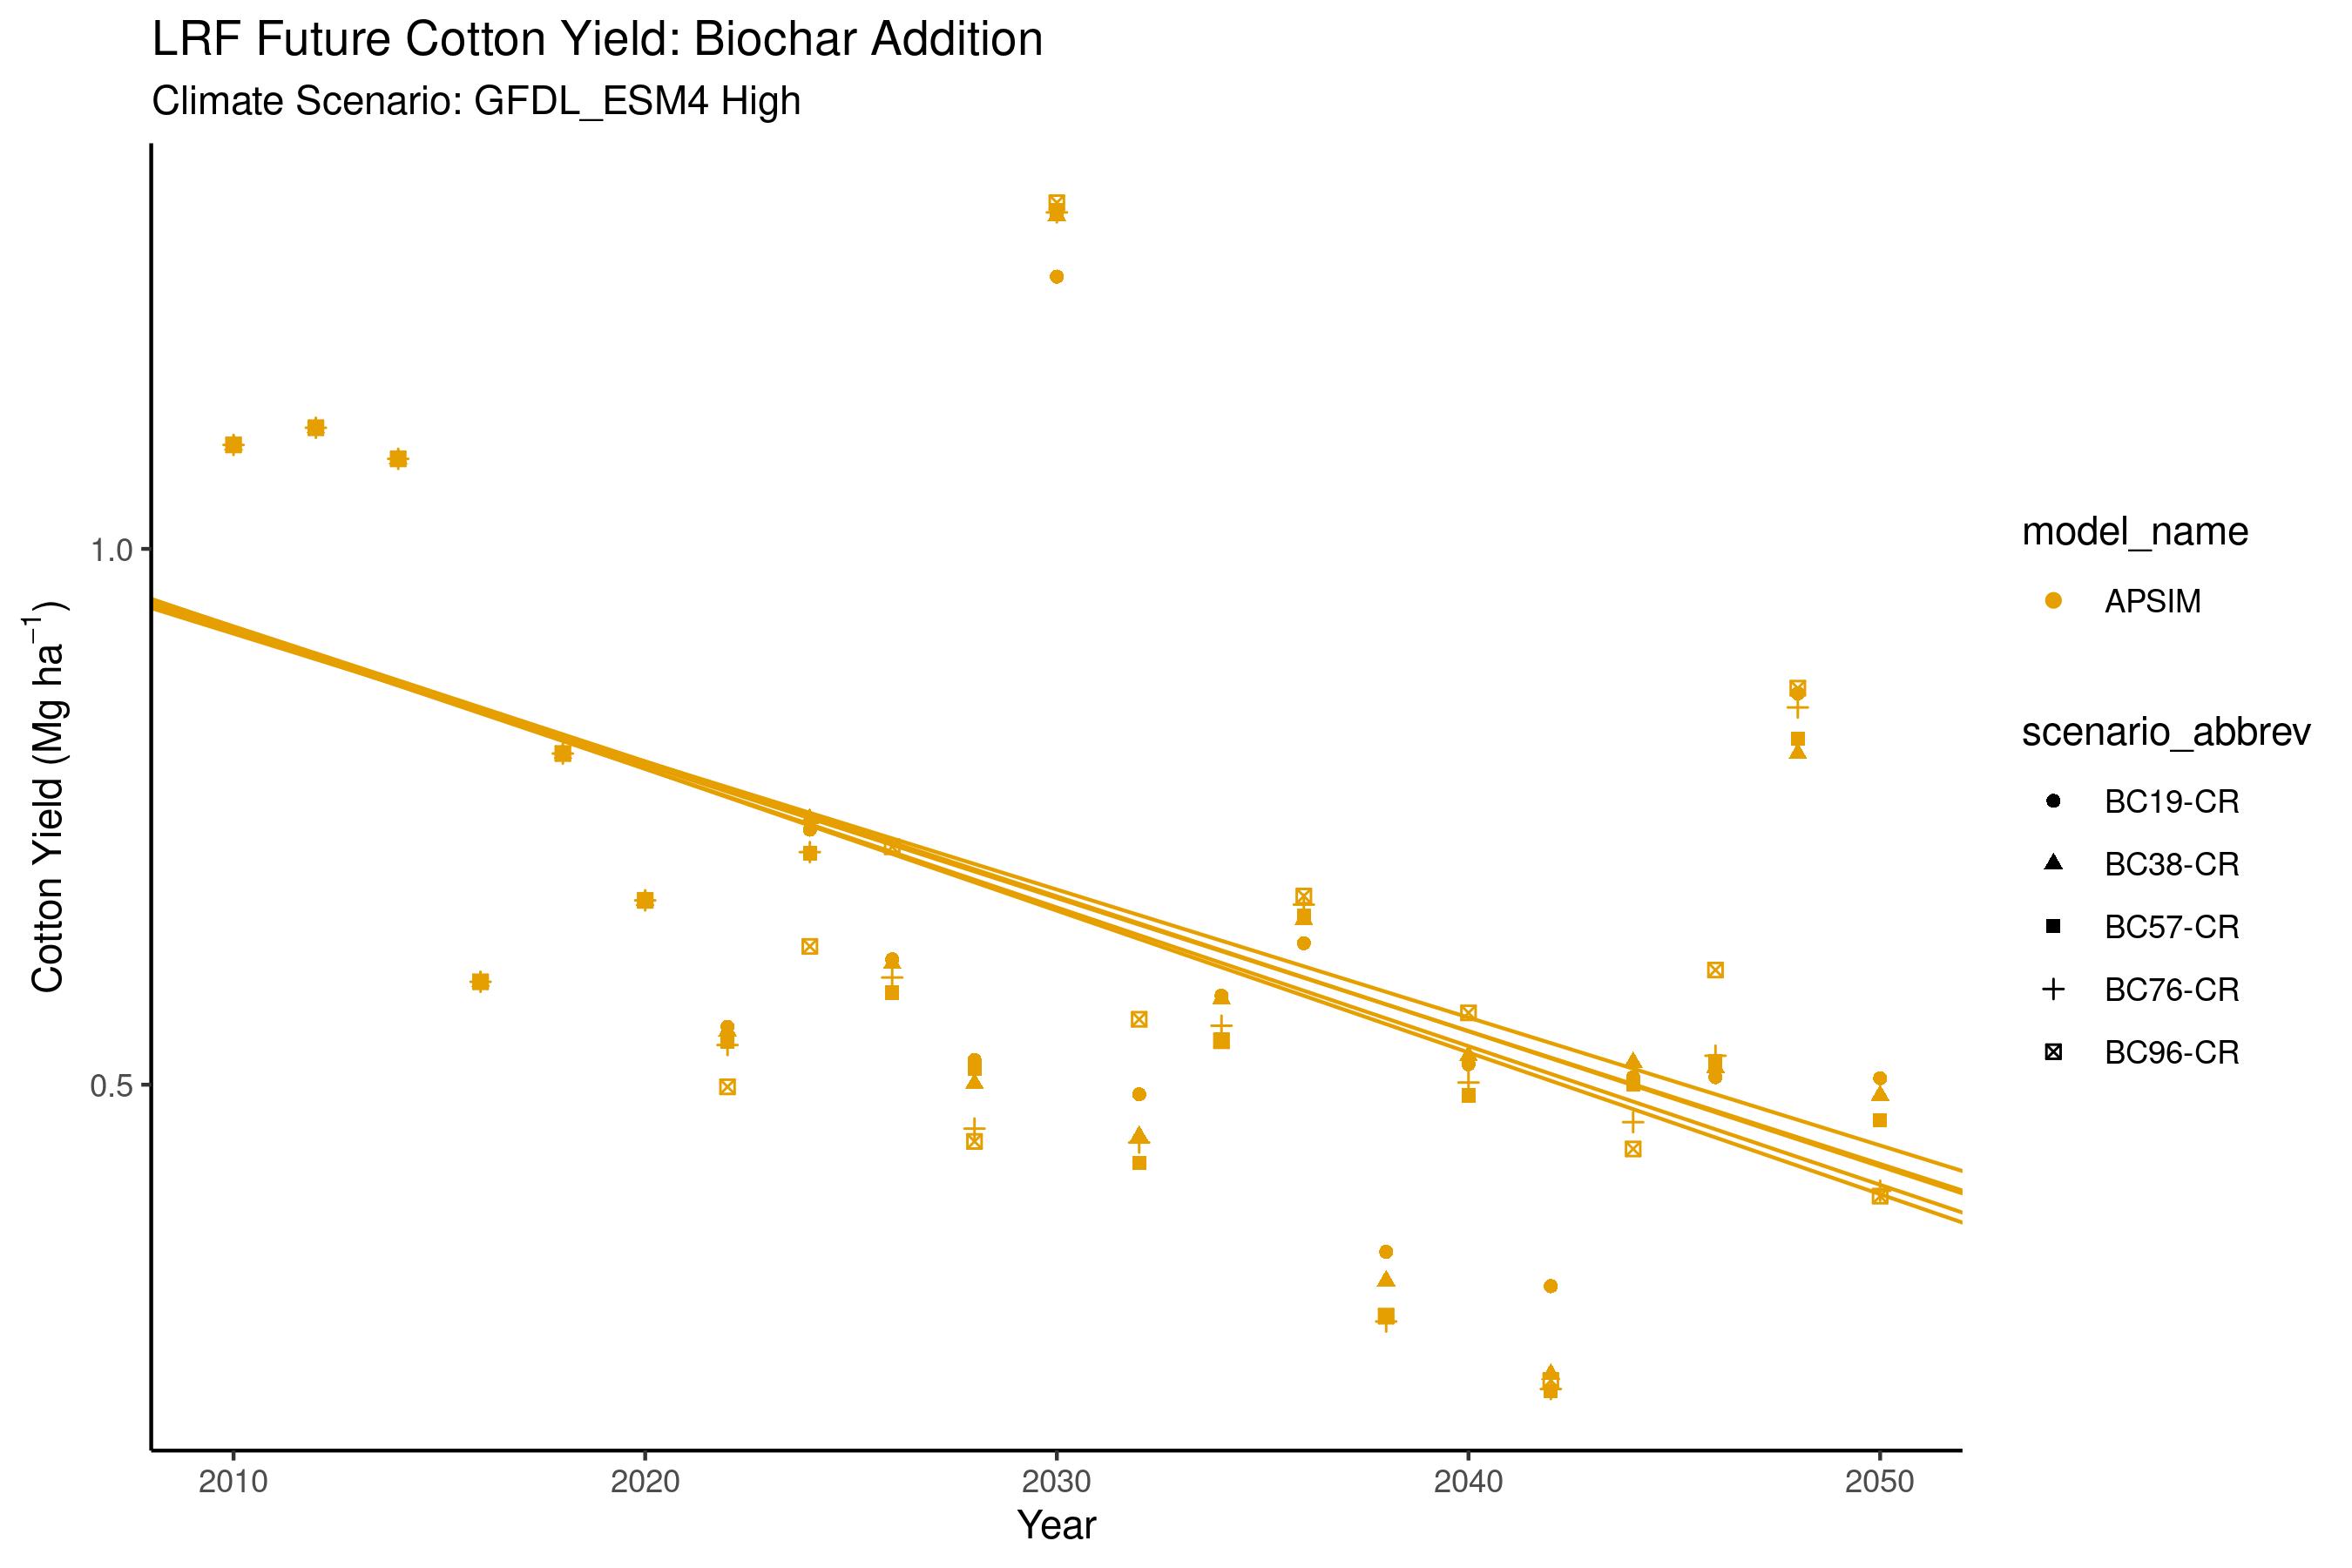 LRF Future Cotton Yield: Biochar Addition
Climate Scenario: GFDL_ESM4 High
Cotton Yield (Mg ha⁻¹)
1.0
0.5
2010 2020 2030 2040 2050
Year
model_name
APSIM
scenario_abbrev
BC19-CR
BC38-CR
BC57-CR
BC76-CR
BC96-CR